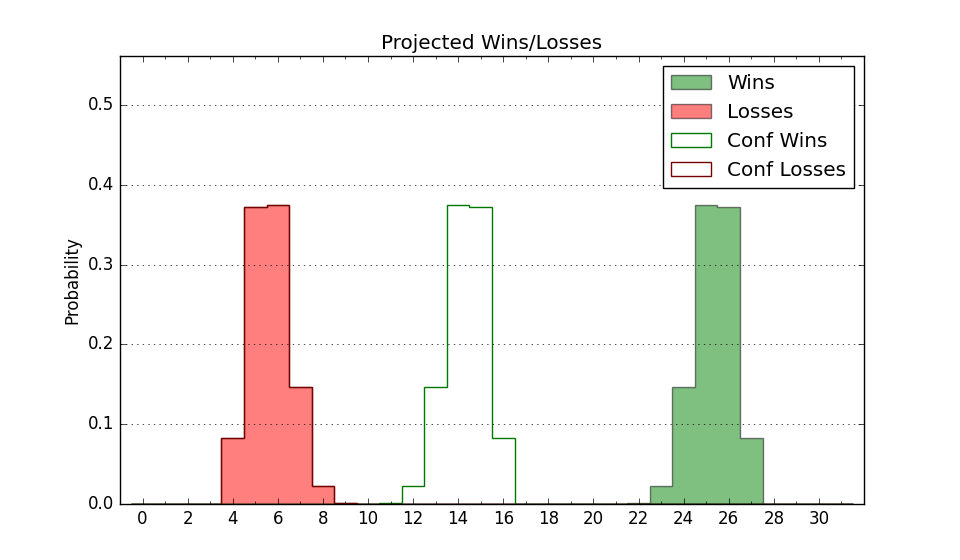 Projected Wins/Losses
Wins
Losses
Conf Wins
Conf Losses
Probability
0.5
0.4
0.3
0.2
0.1
0.0
0 2 4 6 8 10 12 14 16 18 20 22 24 26 28 30